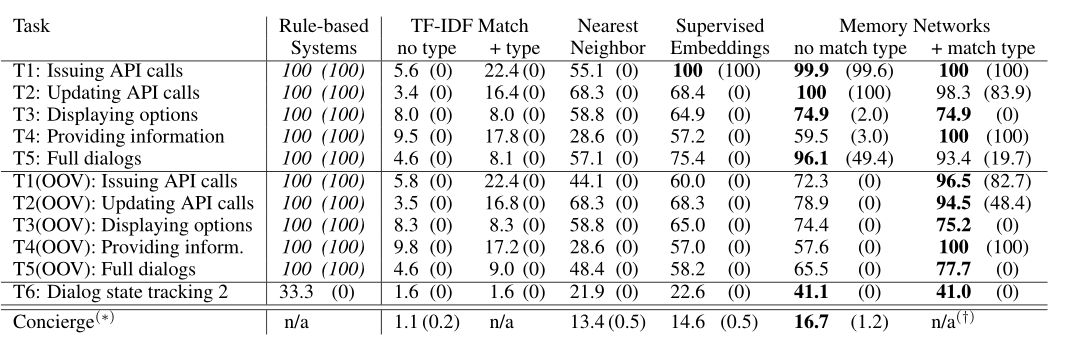 Task Rule-based TF-IDF Match Nearest Supervised Memory Networks
Systems no type + type Neighbor Embeddings no match type + match type
T1: Issuing API calls 100 (100) 5.6 (0) 22.4 (0) 55.1 (0) 100 (100) 99.9 (99.6) 100 (100)
T2: Updating API calls 100 (100) 3.4 (0) 16.4 (0) 68.3 (0) 68.4 (0) 100 (100) 98.3 (83.9)
T3: Displaying options 100 (100) 8.0 (0) 8.0 (0) 58.8 (0) 64.9 (0) 74.9 (2.0) 74.9 (0)
T4: Providing information 100 (100) 9.5 (0) 17.8 (0) 28.6 (0) 57.2 (0) 59.5 (3.0) 100 (100)
T5: Full dialogs 100 (100) 4.6 (0) 8.1 (0) 57.1 (0) 75.4 (0) 96.1 (49.4) 93.4 (19.7)
T1(OOV): Issuing API calls 100 (100) 5.8 (0) 22.4 (0) 44.1 (0) 60.0 (0) 72.3 (0) 96.5 (82.7)
T2(OOV): Updating API calls 100 (100) 3.5 (0) 16.8 (0) 68.3 (0) 68.3 (0) 78.9 (0) 94.5 (48.4)
T3(OOV): Displaying options 100 (100) 8.3 (0) 8.3 (0) 58.8 (0) 65.0 (0) 74.4 (0) 75.2 (0)
T4(OOV): Providing inform. 100 (100) 9.8 (0) 17.2 (0) 28.6 (0) 57.0 (0) 57.6 (0) 100 (100)
T5(OOV): Full dialogs 100 (100) 4.6 (0) 9.0 (0) 48.4 (0) 58.2 (0) 65.5 (0) 77.7 (0)
T6: Dialog state tracking 2 33.3 (0) 1.6 (0) 1.6 (0) 21.9 (0) 22.6 (0) 41.1 (0) 41.0 (0)
Concierge(*) n/a 1.1 (0.2) n/a 13.4 (0.5) 14.6 (0.5) 16.7 (1.2) n/a(†)